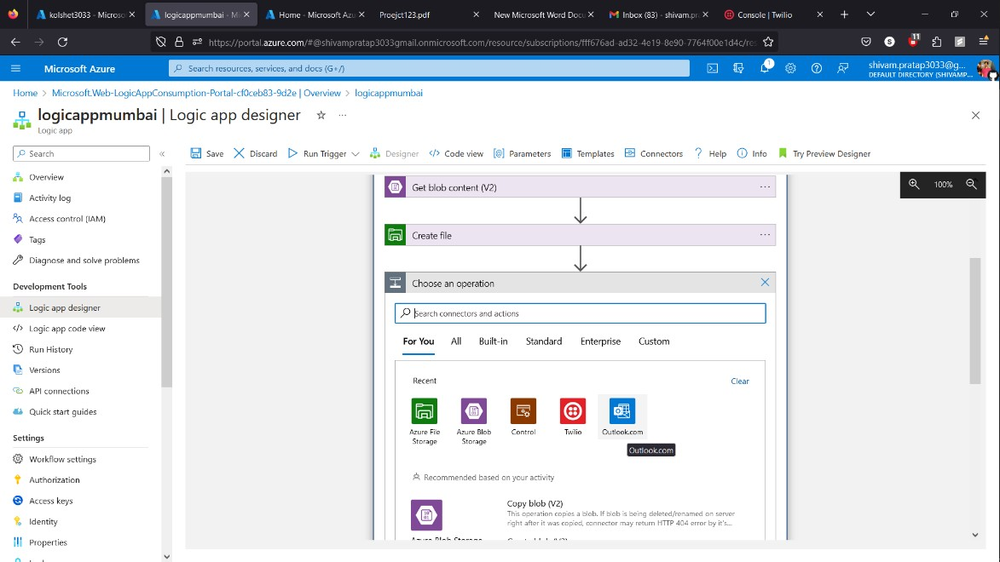 kolshet3033 - Microso
logicappmumbai - Mi
Home - Microsoft Azu
Proejct123.pdf
New Microsoft Word Docu
Inbox (83) - shivam.pr
Console | Twilio
https://portal.azure.com/#@shivampratap3033gmail.onmicrosoft.com/resource/subscriptions/fff676ad-ad32-4e19-8e90-7764f00e1d4c/res
11
S
Microsoft Azure
Search resources, services, and docs (G+/)
1
shivam.pratap3033@g...
DEFAULT DIRECTORY (SHIVAMP...
Home > Microsoft.Web-LogicAppConsumption-Portal-cf0ceb83-9d2e | Overview > logicappmumbai
logicappmumbai | Logic app designer
Logic app
Search
Save
Discard
Run Trigger
Designer
Code view
Parameters
Templates
Connectors
Help
Info
Try Preview Designer
Overview
Activity log
Access control (IAM)
Tags
Diagnose and solve problems
Development Tools
Logic app designer
Logic app code view
Run History
Versions
API connections
Quick start guides
Settings
Workflow settings
Authorization
Access keys
Identity
Properties
100%
Get blob content (V2)
Create file
Choose an operation
Search connectors and actions
For You
All
Built-in
Standard
Enterprise
Custom
Recent
Clear
Azure File
Storage
Azure Blob
Storage
Control
Twilio
Outlook.com
Outlook.com
Recommended based on your activity
Copy blob (V2)
This operation copies a blob. If blob is being deleted/renamed on server
right after it was copied, connector may return HTTP 404 error by it's...
Azure Blob Storage